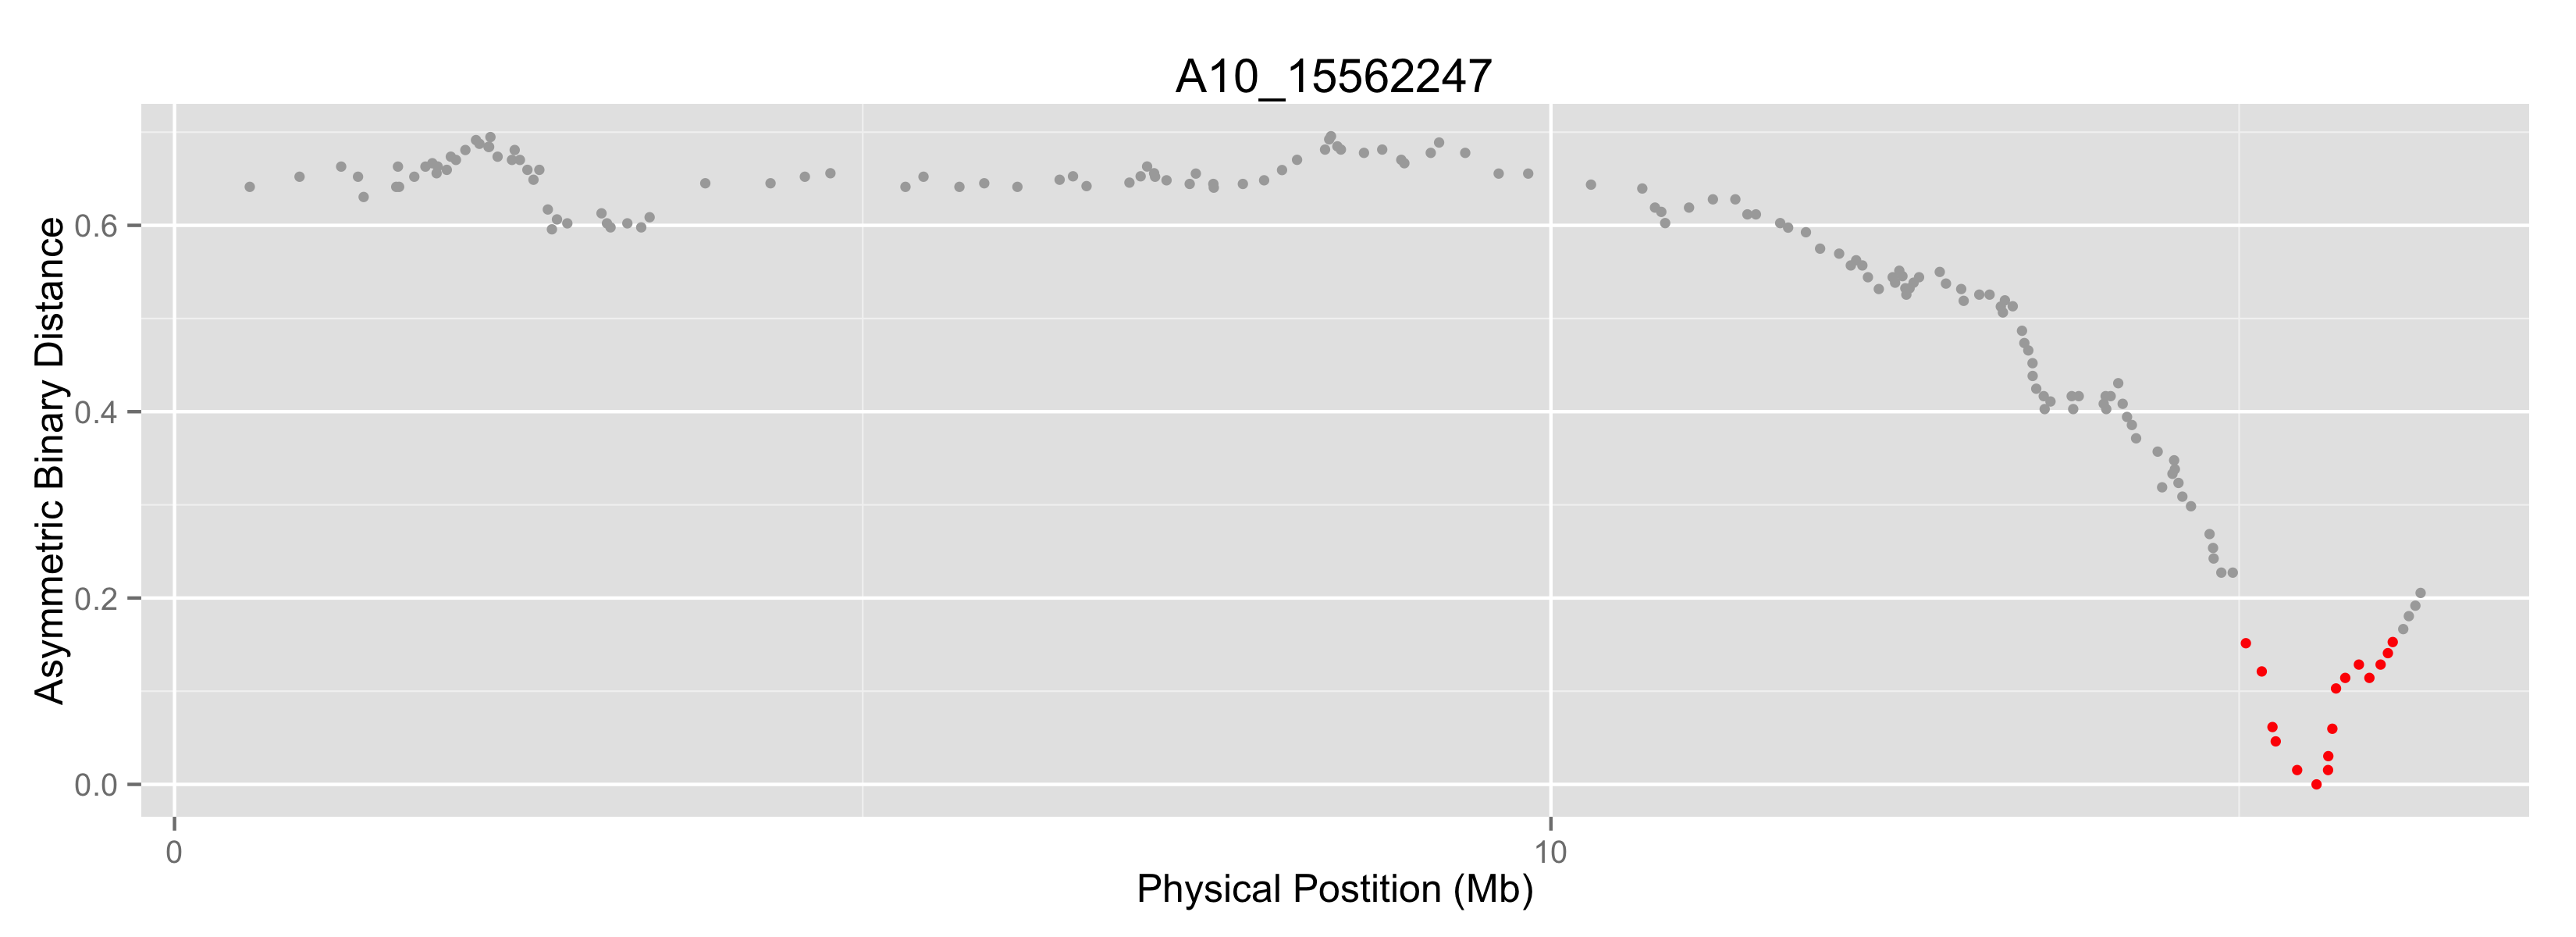 A10_15562247
Asymmetric Binary Distance
0.6
0.4
0.2
0.0
0
10
Physical Postition (Mb)